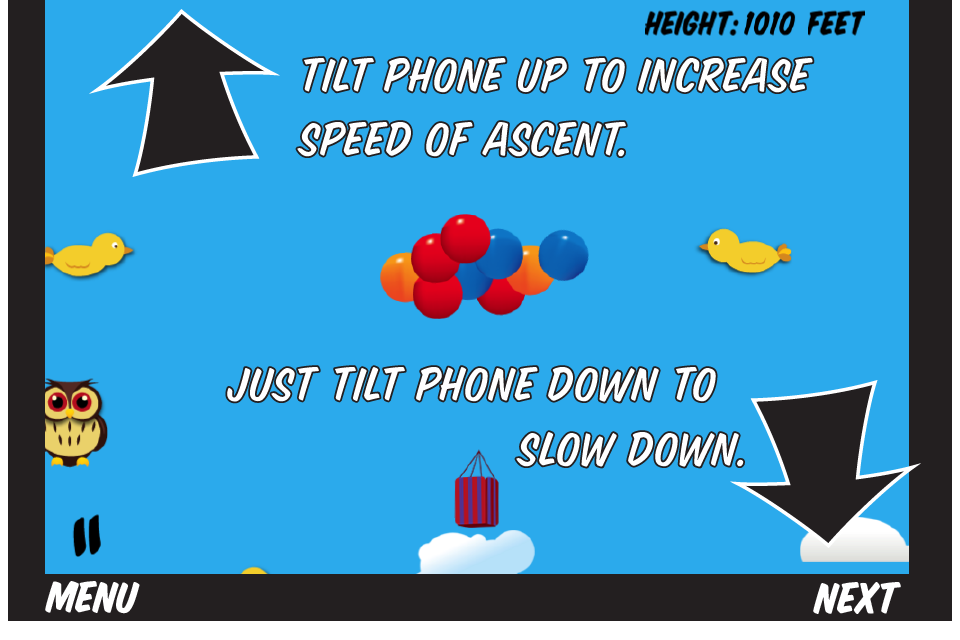 HEIGHT: 1010 FEET
TILT PHONE UP TO INCREASE
SPEED OF ASCENT.
JUST TILT PHONE DOWN TO
SLOW DOWN.
MENU
NEXT